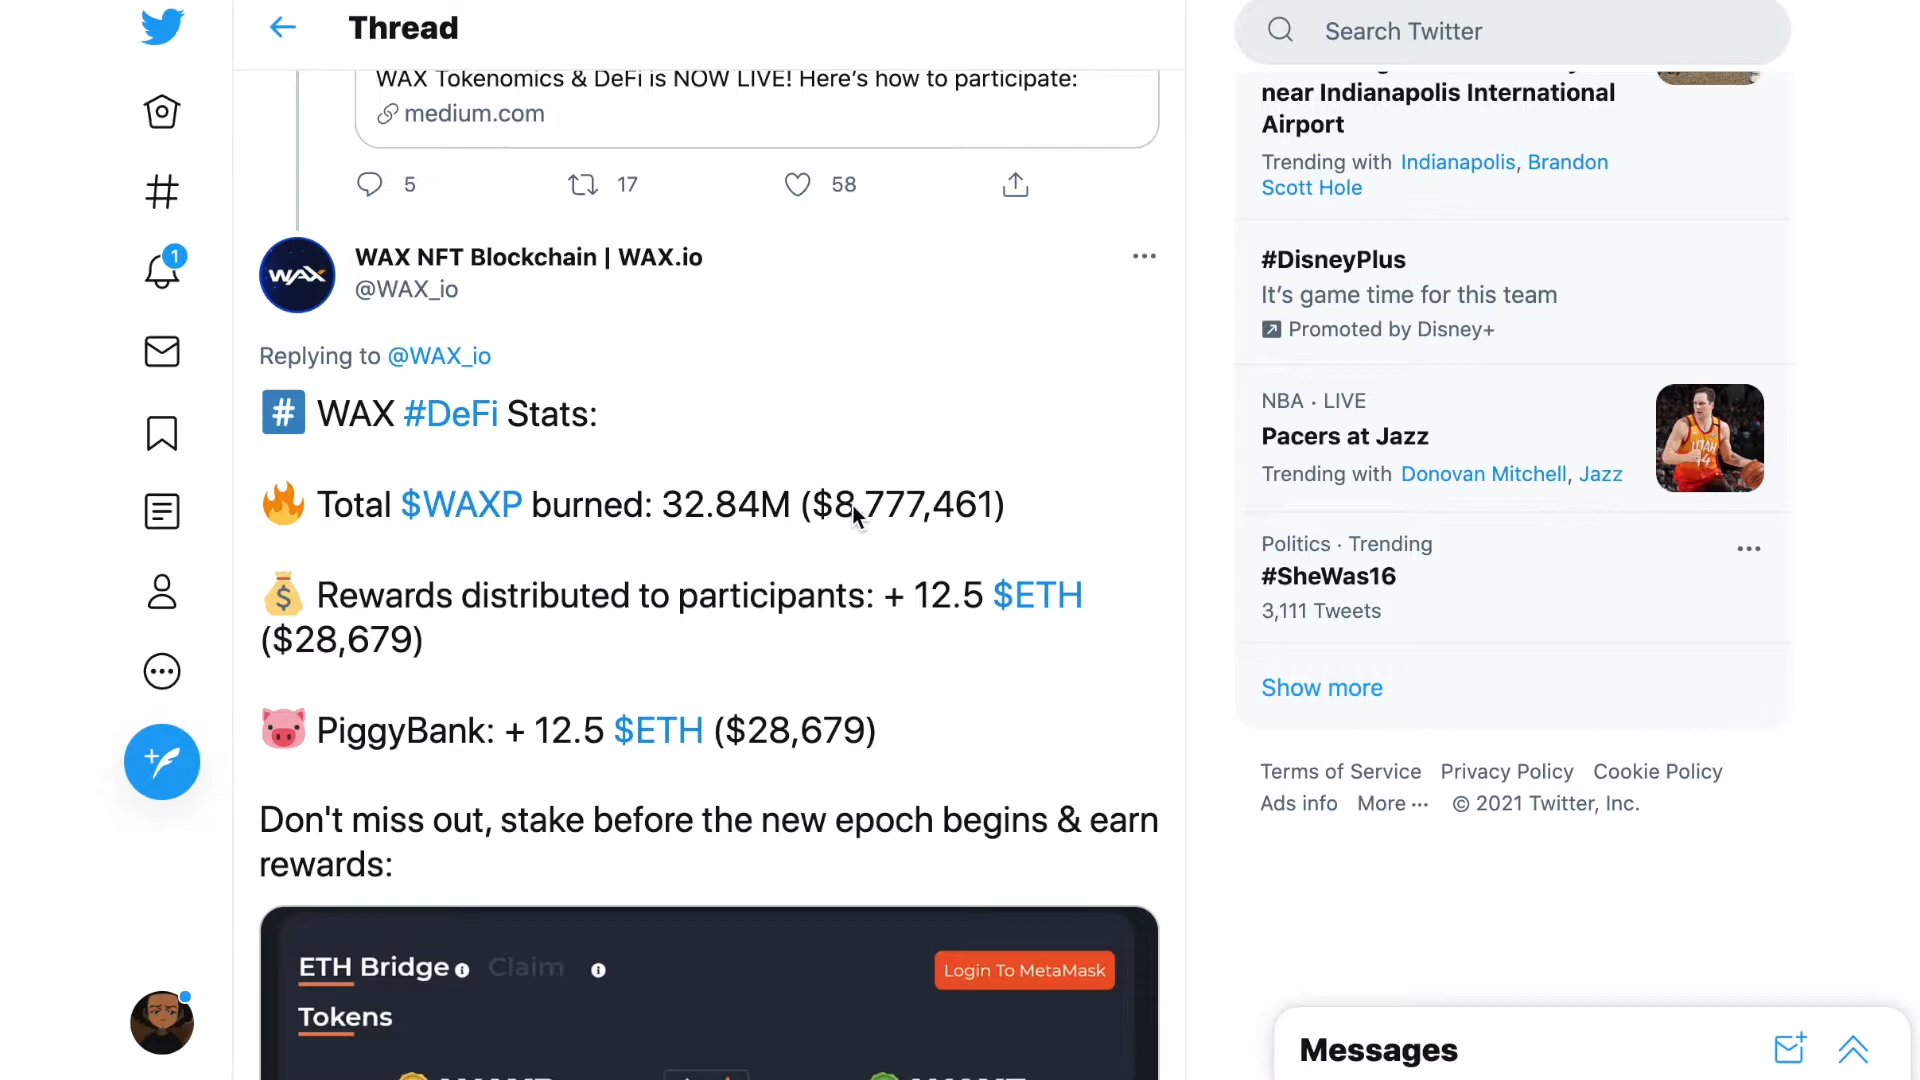 Thread
WAX Tokenomics & DeFi is NOW LIVE! Here's how to participate:
medium.com
5 17 58
WAX NFT Blockchain | WAX.io
@WAX_io
WAX
Replying to @WAX_io
# WAX #DeFi Stats:
Total $WAXP burned: 32.84M ($8,777,461)
Rewards distributed to participants: + 12.5 $ETH
($28,679)
PiggyBank: + 12.5 $ETH ($28,679)
Don't miss out, stake before the new epoch begins & earn
rewards:
ETH Bridge Claim
Login To MetaMask
Tokens
1
Search Twitter
near Indianapolis International
Airport
Trending with Indianapolis, Brandon
Scott Hole
#DisneyPlus
It's game time for this team
Promoted by Disney+
NBA · LIVE
Pacers at Jazz
Trending with Donovan Mitchell, Jazz
Politics · Trending
#SheWas16
3,111 Tweets
Show more
Terms of Service Privacy Policy Cookie Policy
Ads info More ··· © 2021 Twitter, Inc.
Messages